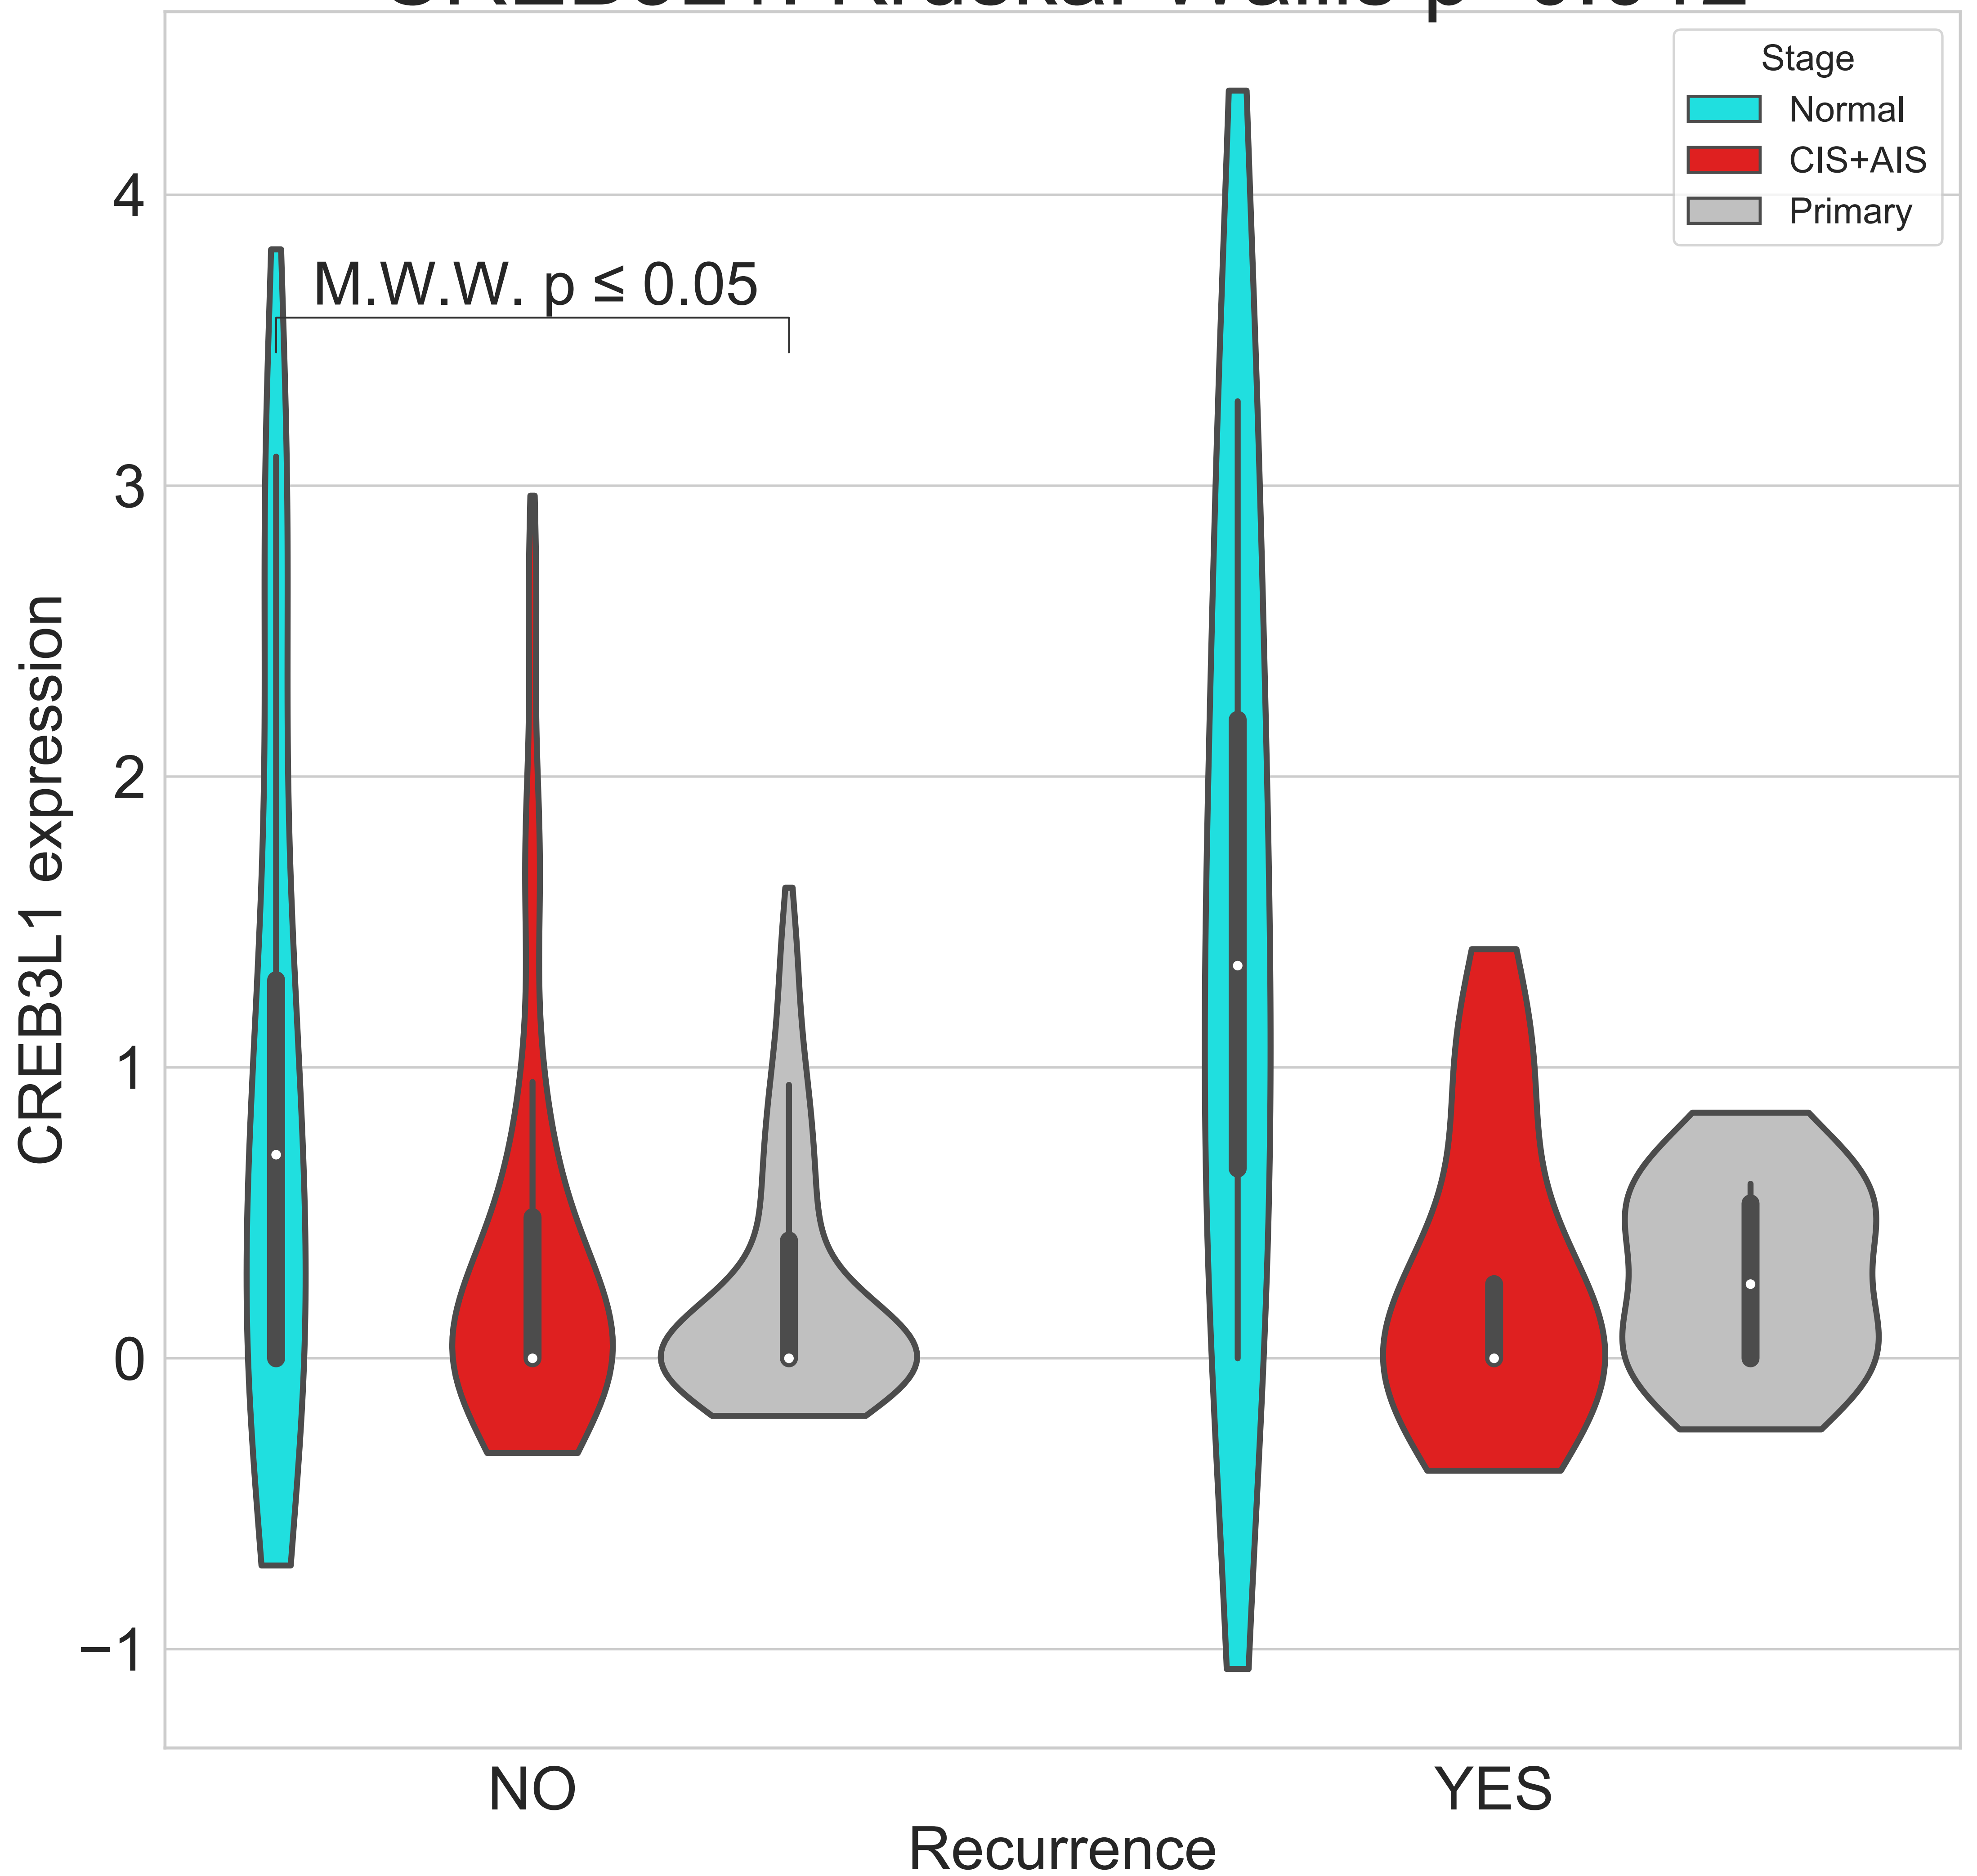 Stage
Normal
CIS+AIS
Primary
M.W.W. p ≤ 0.05
4
3
2
1
0
−1
CREB3L1 expression
NO
YES
Recurrence